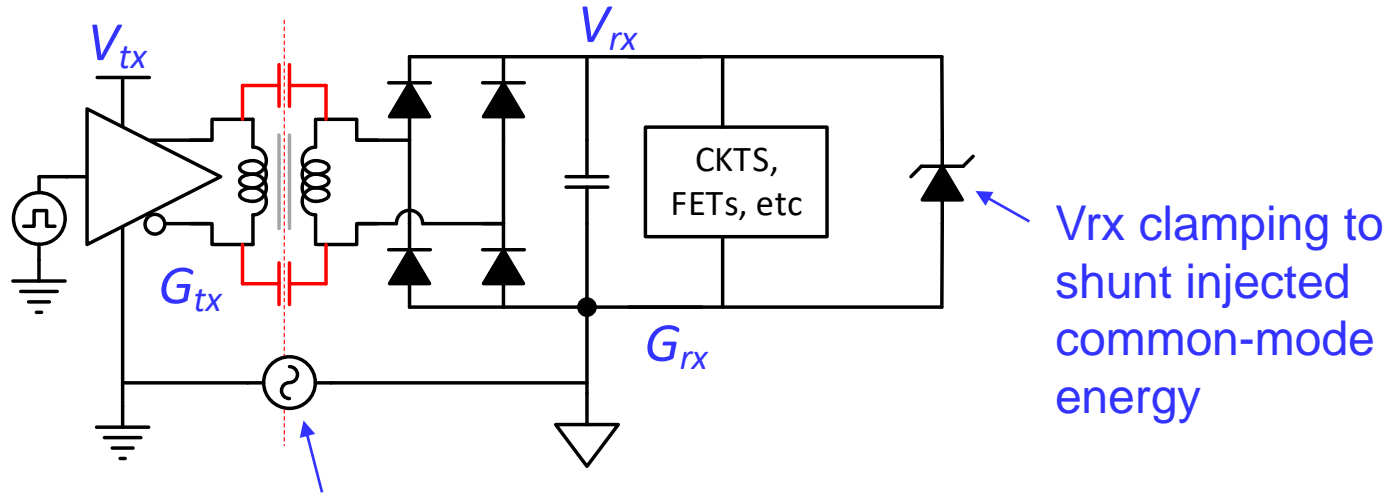 Vtx
Vrx
CKTS,
FETs, etc
Gtx
Grx
Vrx clamping to
shunt injected
common-mode
energy